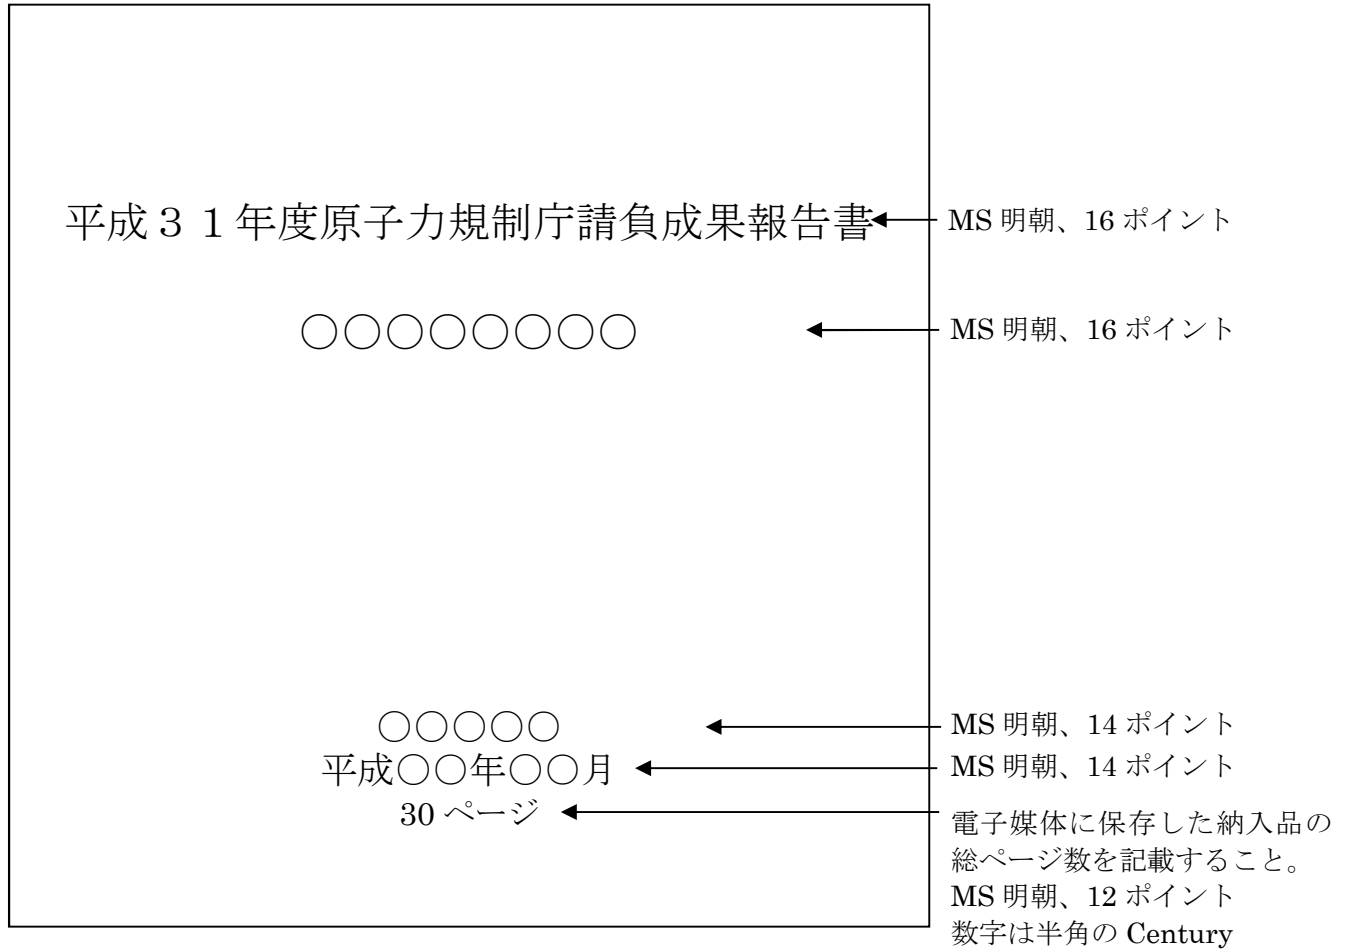 平成３１年度原子力規制庁請負成果報告書
MS 明朝、16 ポイント
○○○○○○○○
MS 明朝、16 ポイント
○○○○○
MS 明朝、14 ポイント
平成○○年○○月
MS 明朝、14 ポイント
30 ページ
電子媒体に保存した納入品の
総ページ数を記載すること。
MS 明朝、12 ポイント
数字は半角の Century